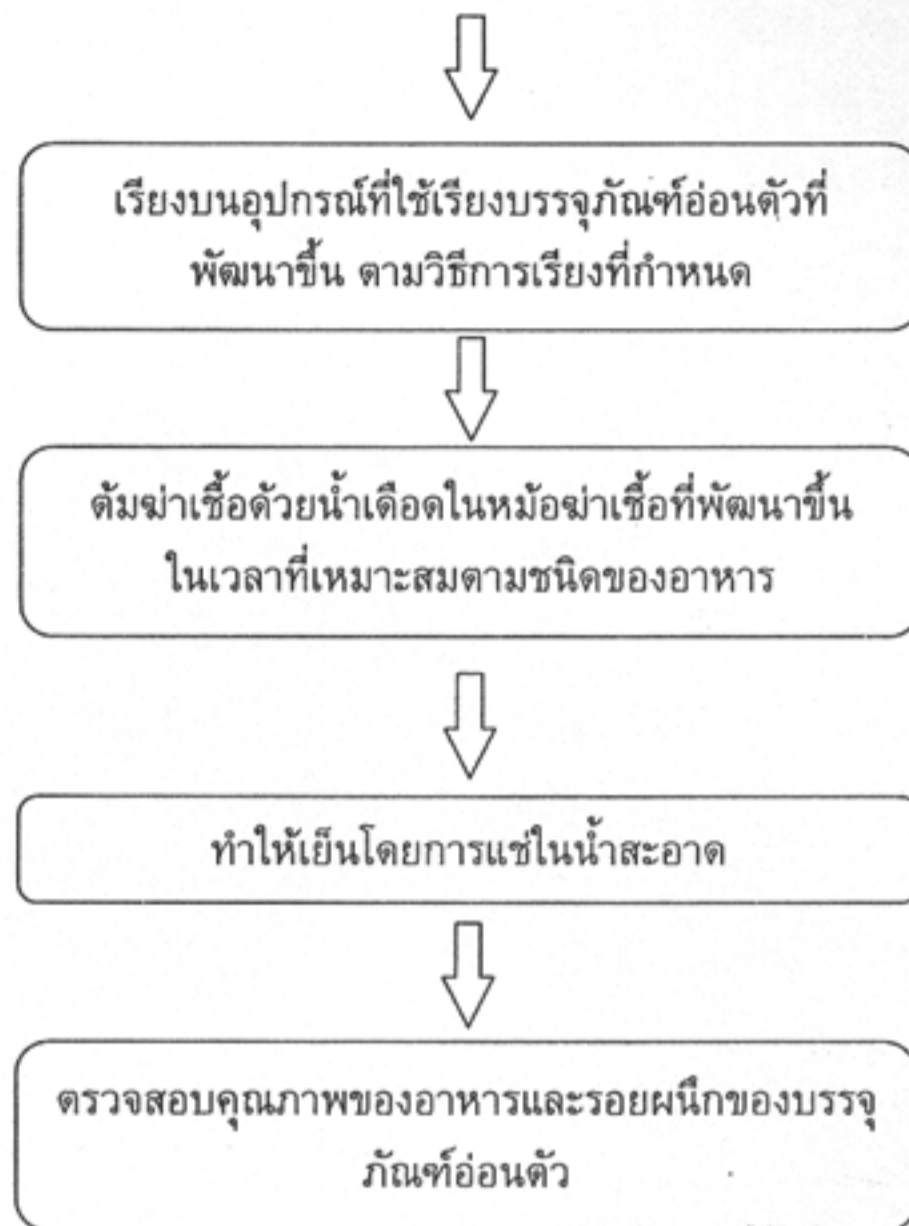 เรียงบนอุปกรณ์ที่ใช้เรียงบรรจุภัณฑ์อ่อนตัวที่
พัฒนาขึ้น ตามวิธีการเรียงที่กำหนด
ต้มฆ่าเชื้อด้วยน้ำเดือดในหม้อฆ่าเชื้อที่พัฒนาขึ้น
ในเวลาที่เหมาะสมตามชนิดของอาหาร
ทำให้เย็นโดยการแช่ในน้ำสะอาด
ตรวจสอบคุณภาพของอาหารและรอยผนึกของบรรจุ
ภัณฑ์อ่อนตัว